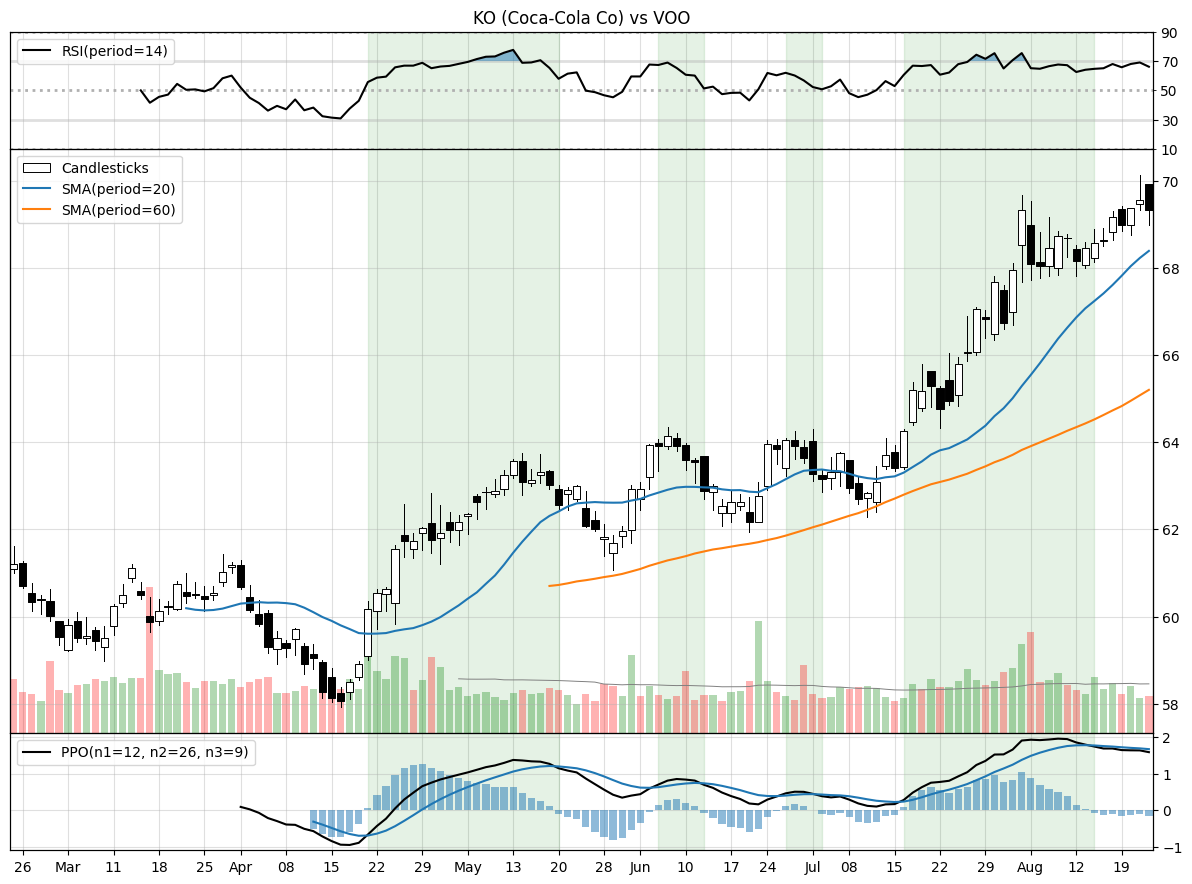 KO (Coca-Cola Co) vs VOO
RSI(period=14)
90
70
50
30
10
Candlesticks
SMA(period=20)
SMA(period=60)
70
68
66
64
62
60
58
PPO(n1=12, n2=26, n3=9)
2
1
0
−1
26 Mar 11 18 25 Apr 08 15 22 29 May 13 20 28 Jun 10 17 24 Jul 08 15 22 29 Aug 12 19